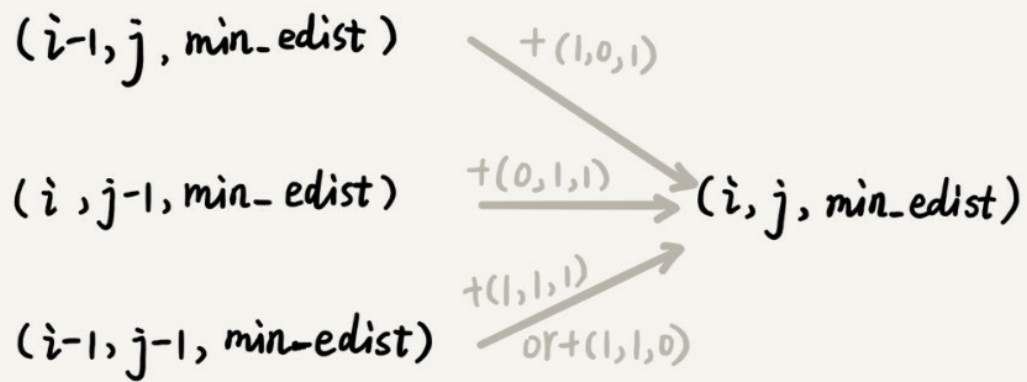 (i-1, j, min_edist)
+(1,0,1)
(i, j-1, min_edist)
+(0,1,1)
(i, j, min_edist)
+(1,1,1)
(i-1, j-1, min_edist)
or+(1,1,0)